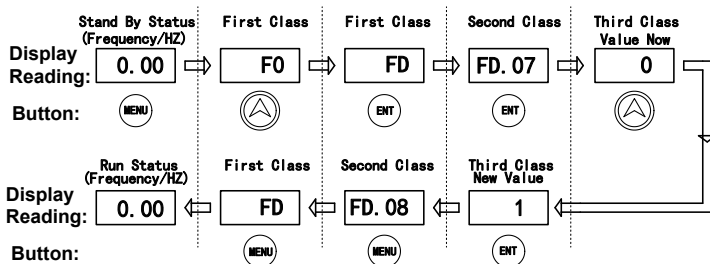 Stand By Status First Class First Class Second Class Third Class
(Frequency/HZ) Value Now
Display Reading: 0.00 F0 FD FD.07 0
Button: MENU ENT ENT
Run Status First Class Second Class Third Class
(Frequency/HZ) New Value
Display Reading: 0.00 FD FD.08 1
Button: MENU MENU ENT